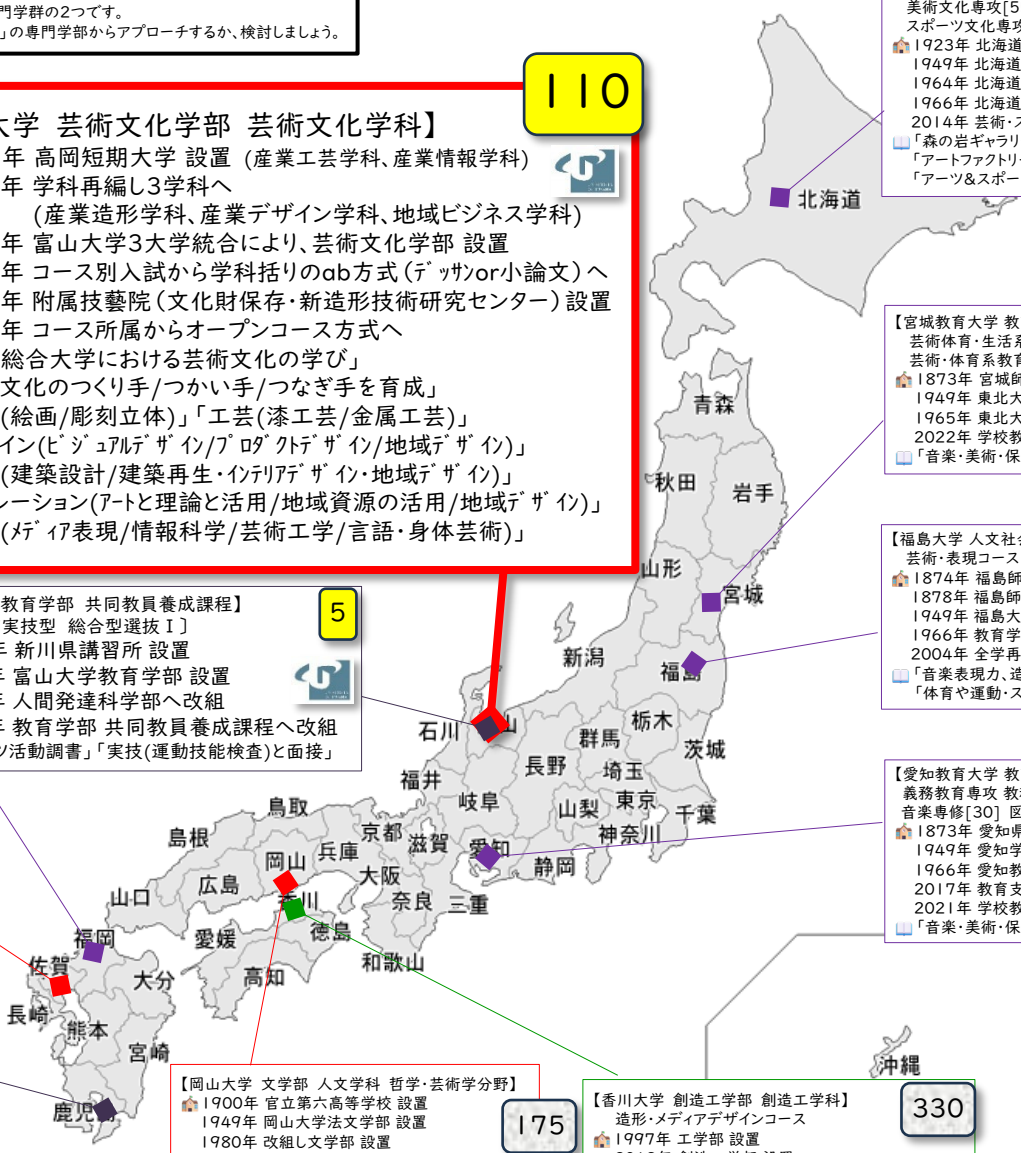 門学群の2つです。
」の専門学部からアプローチするか、検討しましょう。
110
大学 芸術文化学部 芸術文化学科】
年 高岡短期大学 設置 (産業工芸学科、産業情報学科)
年 学科再編し3学科へ
(産業造形学科、産業デザイン学科、地域ビジネス学科)
年 富山大学3大学統合により、芸術文化学部 設置
年 コース別入試から学科括りのab方式(ﾃﾞｯｻﾝor小論文)へ
年 附属技藝院(文化財保存・新造形技術研究センター)設置
年 コース所属からオープンコース方式へ
総合大学における芸術文化の学び」
文化のつくり手/つかい手/つなぎ手を育成」
(絵画/彫刻立体)」「工芸(漆工芸/金属工芸)」
イン(ﾋﾞｼﾞｭｱﾙﾃﾞｻﾞｲﾝ/ﾌﾟﾛﾀﾞｸﾄﾃﾞｻﾞｲﾝ/地域ﾃﾞｻﾞｲﾝ)」
(建築設計/建築再生・ｲﾝﾃﾘｱﾃﾞｻﾞｲﾝ・地域ﾃﾞｻﾞｲﾝ)」
レーション(ｱｰﾄと理論と活用/地域資源の活用/地域ﾃﾞｻﾞｲﾝ)」
(ﾒﾃﾞｨｱ表現/情報科学/芸術工学/言語・身体芸術)」
美術文化専攻[5
スポーツ文化専攻
1923年 北海道
1949年 北海道
1964年 北海道
1966年 北海道
2014年 芸術・ス
「森の岩ギャラリ
「アートファクトリー
「アーツ&スポー
【宮城教育大学 教
芸術体育・生活系
芸術・体育系教育
1873年 宮城師
1949年 東北大
1965年 東北大
2022年 学校教
「音楽・美術・保
【福島大学 人文社会
芸術・表現コース
1874年 福島師
1878年 福島師
1949年 福島大
1966年 教育学
2004年 全学再
「音楽表現力、造
「体育や運動・ス
教育学部 共同教員養成課程】
5
実技型 総合型選抜Ⅰ〕
年 新川県講習所 設置
年 富山大学教育学部 設置
年 人間発達科学部へ改組
年 教育学部 共同教員養成課程へ改組
ツ活動調書」「実技(運動技能検査)と面接」
【愛知教育大学 教
義務教育専攻 教
音楽専修[30] 図
1873年 愛知県
1949年 愛知学
1966年 愛知教
2017年 教育支
2021年 学校教
「音楽・美術・保
北海道
青森
秋田
岩手
山形
宮城
新潟
福島
石川
山
群馬
栃木
茨城
長野
埼玉
福井
岐阜
山梨
東京
千葉
神奈川
愛知
静岡
鳥取
島根
京都
滋賀
岡山
兵庫
大阪
広島
山口
奈良
三重
香川
徳島
和歌山
愛媛
高知
福岡
佐賀
大分
長崎
熊本
宮崎
鹿児
沖縄
【岡山大学 文学部 人文学科 哲学・芸術学分野】
1900年 官立第六高等学校 設置
1949年 岡山大学法文学部 設置
1980年 改組し文学部 設置
175
【香川大学 創造工学部 創造工学科】
造形・メディアデザインコース
1997年 工学部 設置
330